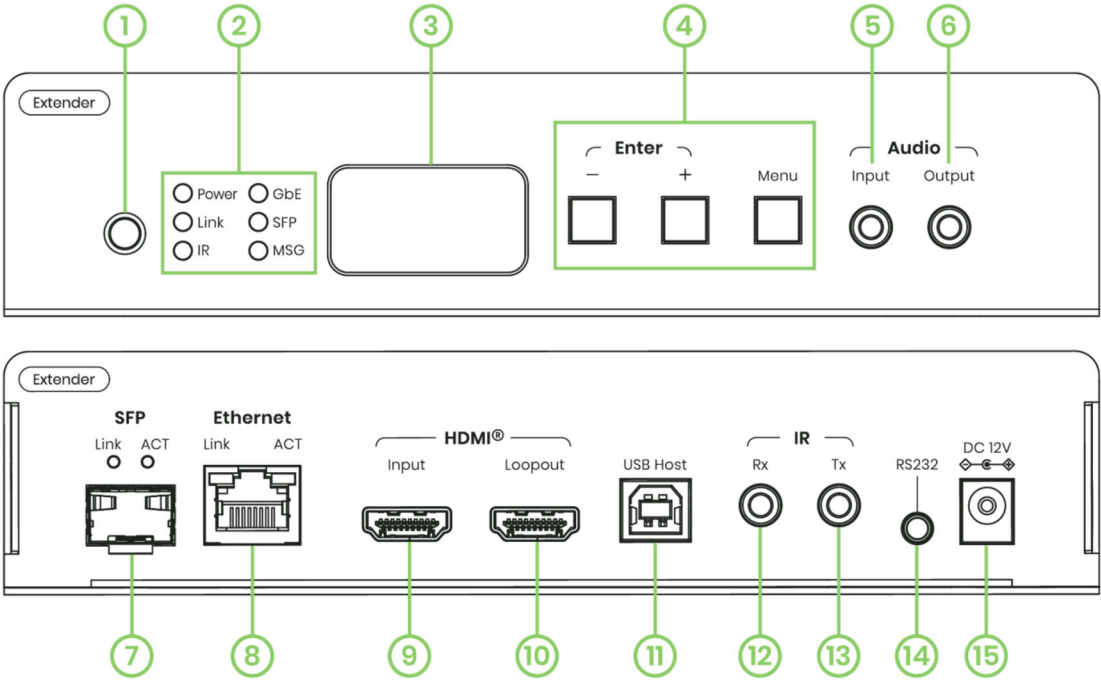 1 2 3 4 5 6
Extender
Enter
Audio
− + Menu
Input Output
Power GbE
Link SFP
IR MSG
Extender
SFP Ethernet
HDMI®
IR
DC 12V
Link ACT Link ACT
Input Loopout USB Host Rx Tx RS232
7 8 9 10 11 12 13 14 15